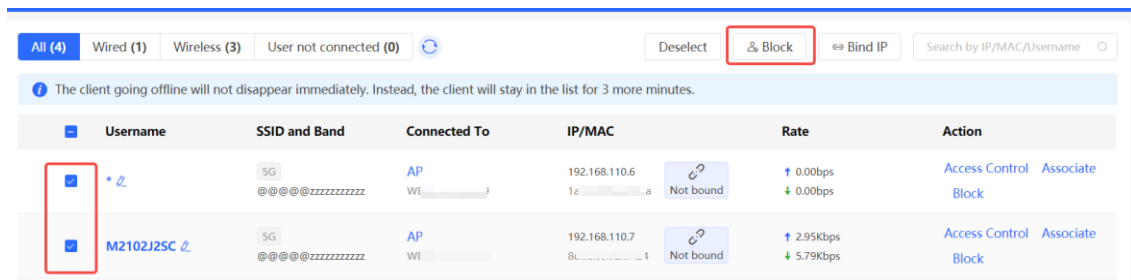 All (4) Wired (1) Wireless (3) User not connected (0) Deselect Block Bind IP Search by IP/MAC/Username
The client going offline will not disappear immediately. Instead, the client will stay in the list for 3 more minutes.
Username SSID and Band Connected To IP/MAC Rate Action
* 5G AP 192.168.110.6 Not bound 0.00bps Access Control Associate
@@@@@zzzzzzzzzzz 0.00bps Block
M2102J2SC 5G AP 192.168.110.7 Not bound 2.95Kbps Access Control Associate
@@@@@zzzzzzzzzzz 5.79Kbps Block